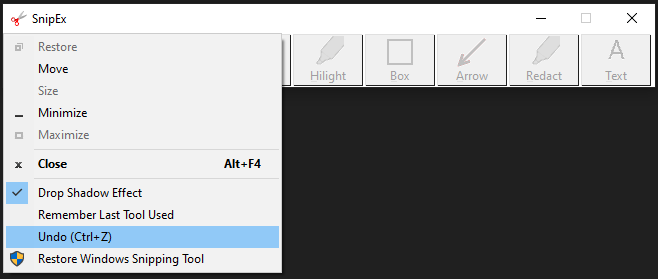 SnipEx
Restore
Move
Size
Minimize
Maximize
Close Alt+F4
Drop Shadow Effect
Remember Last Tool Used
Undo (Ctrl+Z)
Restore Windows Snipping Tool
Hilight
Box
Arrow
Redact
A
Text